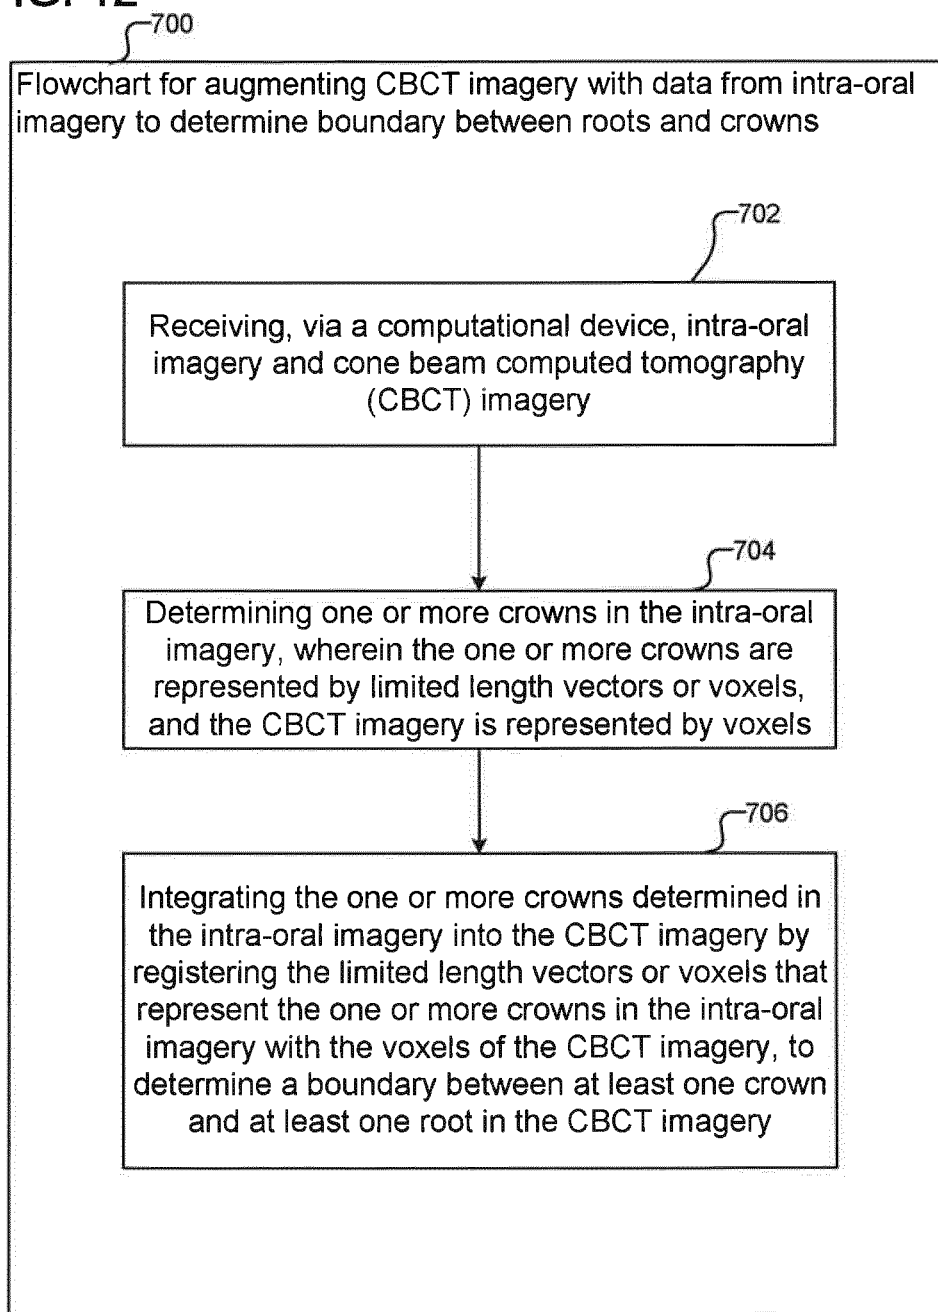 700
Flowchart for augmenting CBCT imagery with data from intra-oral
imagery to determine boundary between roots and crowns
702
Receiving, via a computational device, intra-oral
imagery and cone beam computed tomography
(CBCT) imagery
704
Determining one or more crowns in the intra-oral
imagery, wherein the one or more crowns are
represented by limited length vectors or voxels,
and the CBCT imagery is represented by voxels
706
Integrating the one or more crowns determined in
the intra-oral imagery into the CBCT imagery by
registering the limited length vectors or voxels that
represent the one or more crowns in the intra-oral
imagery with the voxels of the CBCT imagery, to
determine a boundary between at least one crown
and at least one root in the CBCT imagery